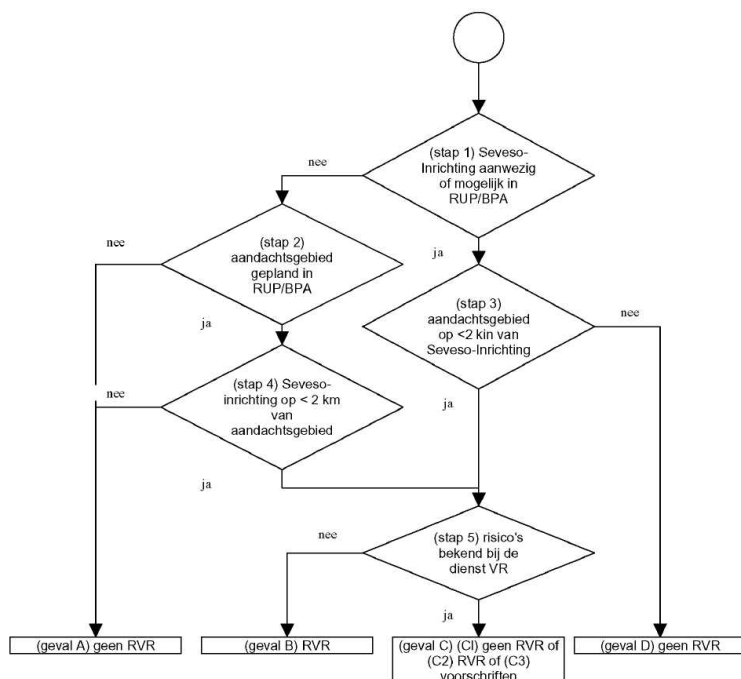 (stap 1) Seveso-
Inrichting aanwezig
of mogelijk in
RUP/BPA
nee
ja
(stap 2)
aandachtsgebied
gepland in
RUP/BPA
nee
ja
(stap 3)
aandachtsgebied
op <2 kin van
Seveso-Inrichting
nee
ja
(stap 4) Seveso-
inrichting op < 2 km
van
aandachtsgebied
nee
ja
(stap 5) risico's
bekend bij de
dienst VR
nee
ja
(geval A) geen RVR
(geval B) RVR
(geval C) (Cl) geen RVR of
(C2) RVR of (C3)
voorschriften
(geval D) geen RVR